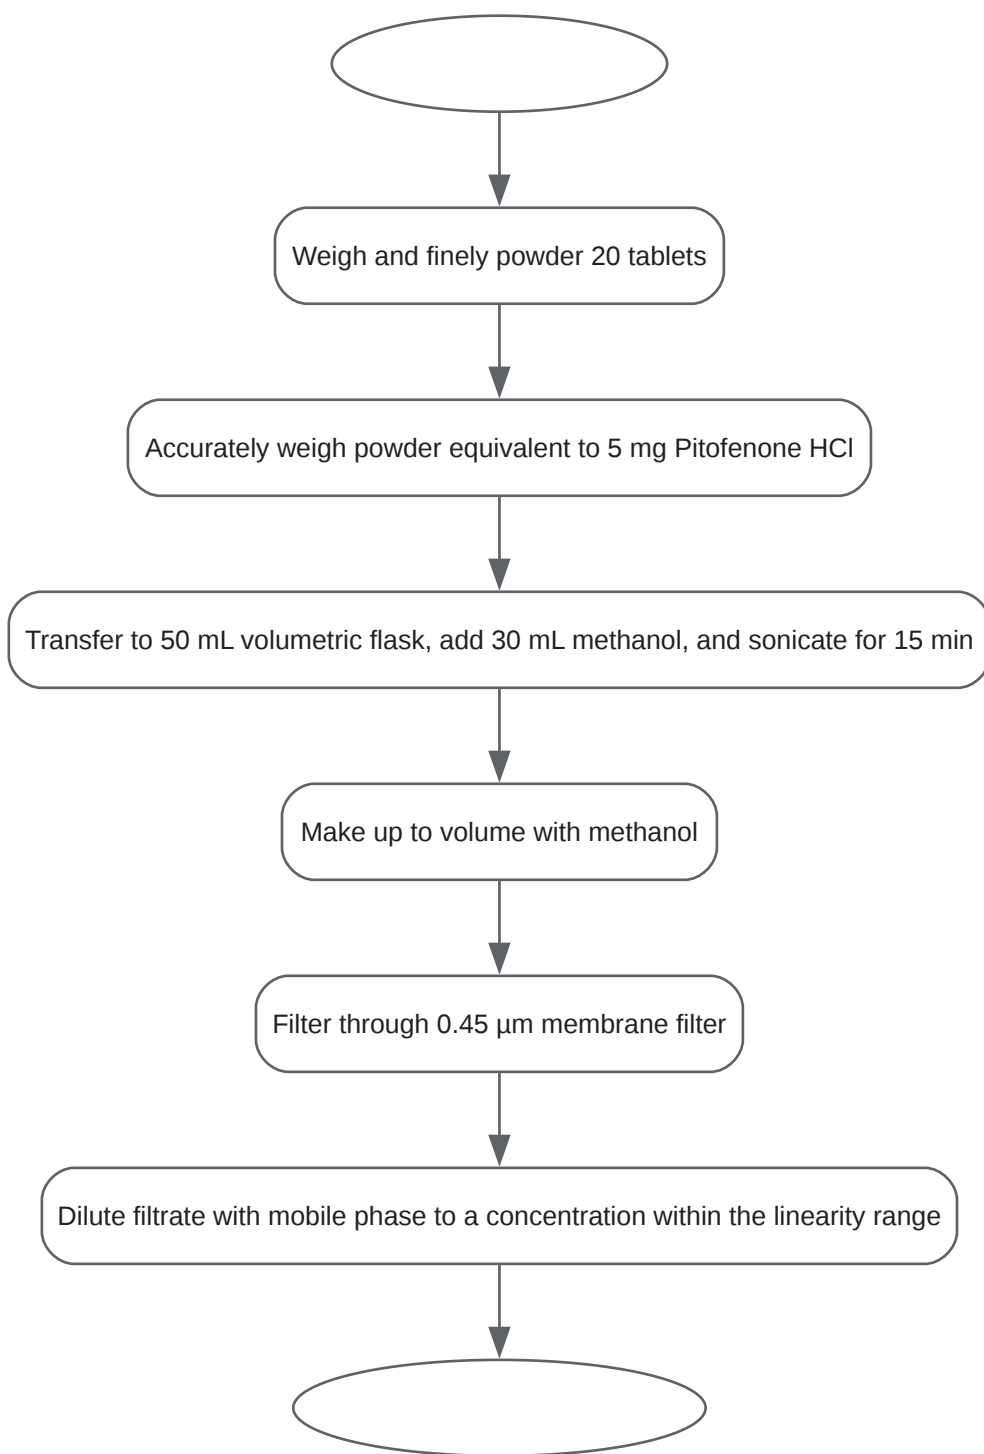 Weigh and finely powder 20 tablets
Accurately weigh powder equivalent to 5 mg Pitofenone HCl
Transfer to 50 mL volumetric flask, add 30 mL methanol, and sonicate for 15 min
Make up to volume with methanol
Filter through 0.45 µm membrane filter
Dilute filtrate with mobile phase to a concentration within the linearity range